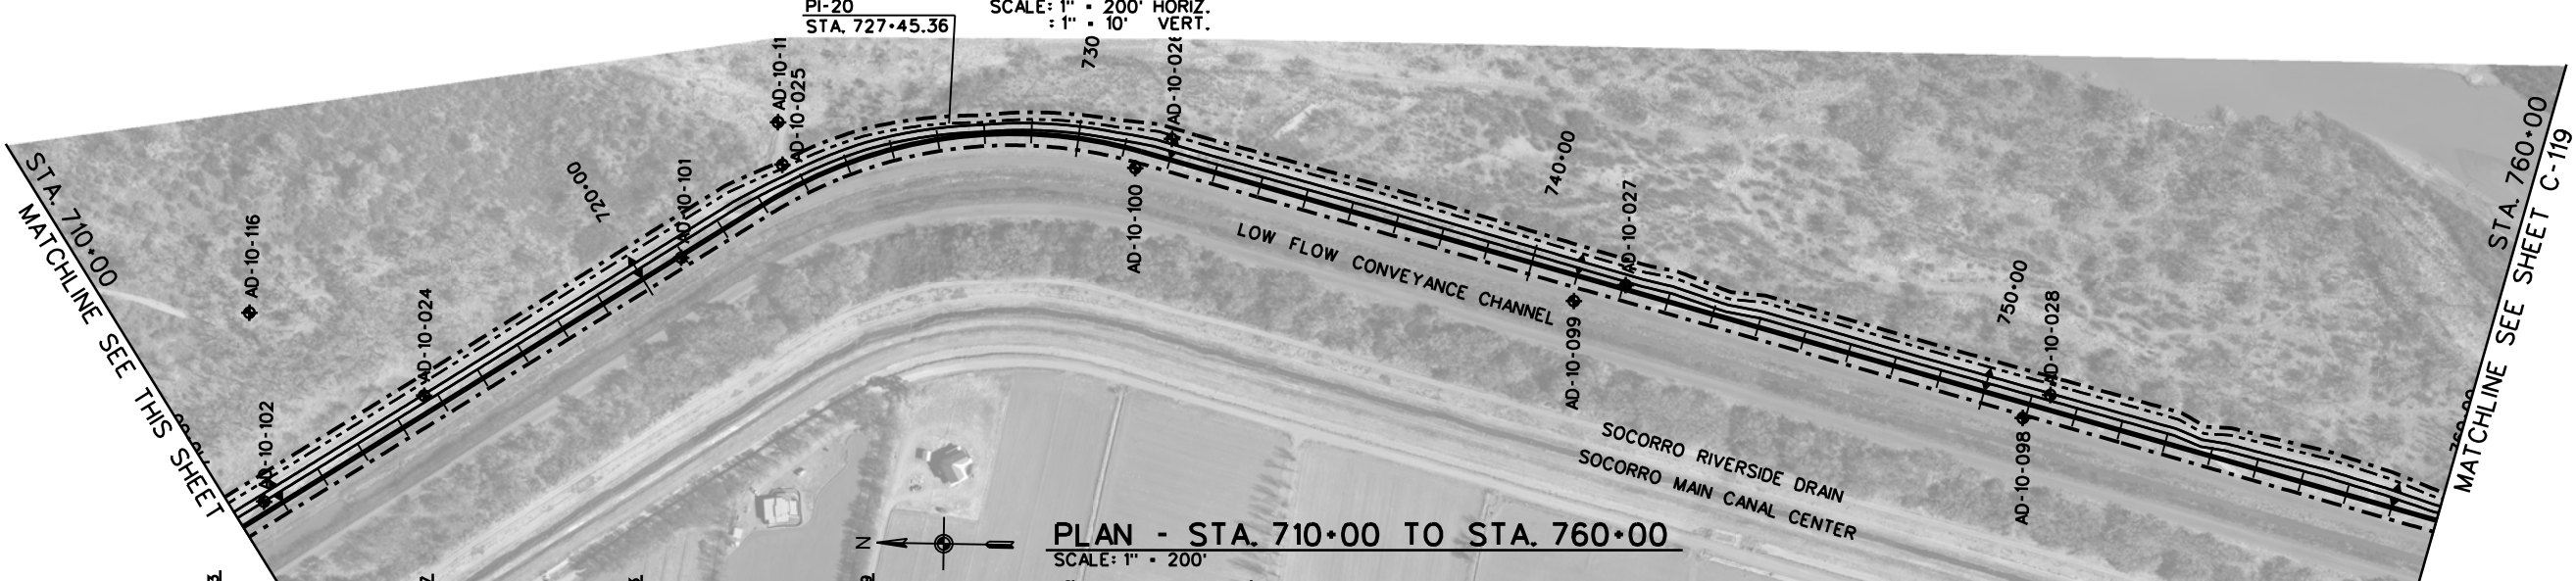 PI-20
STA. 727+45.36
SCALE: 1" = 200' HORIZ.
: 1" = 10' VERT.
STA. 710+00
MATCHLINE SEE THIS SHEET
AD-10-116
AD-10-102
AD-10-024
720+00
AD-10-101
AD-10-11
AD-10-025
730
AD-10-026
AD-10-100
LOW FLOW CONVEYANCE CHANNEL
740+00
AD-10-027
AD-10-099
750+00
AD-10-028
AD-10-098
SOCORRO RIVERSIDE DRAIN
SOCORRO MAIN CANAL CENTER
STA. 760+00
MATCHLINE SEE SHEET C-119
N
PLAN - STA. 710+00 TO STA. 760+00
SCALE: 1" = 200'